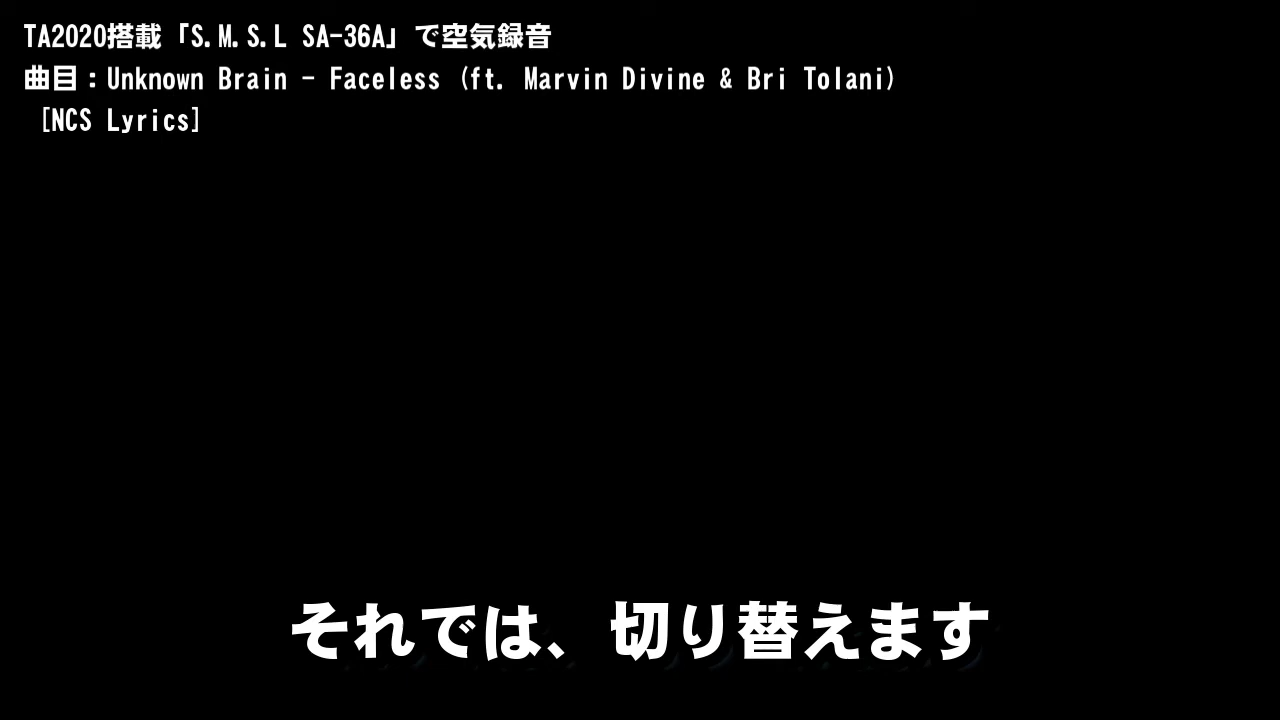 TA2020搭載「S.M.S.L SA-36A」で空気録音
曲目：Unknown Brain - Faceless (ft. Marvin Divine & Bri Tolani)
[NCS Lyrics]
それでは、切り替えます